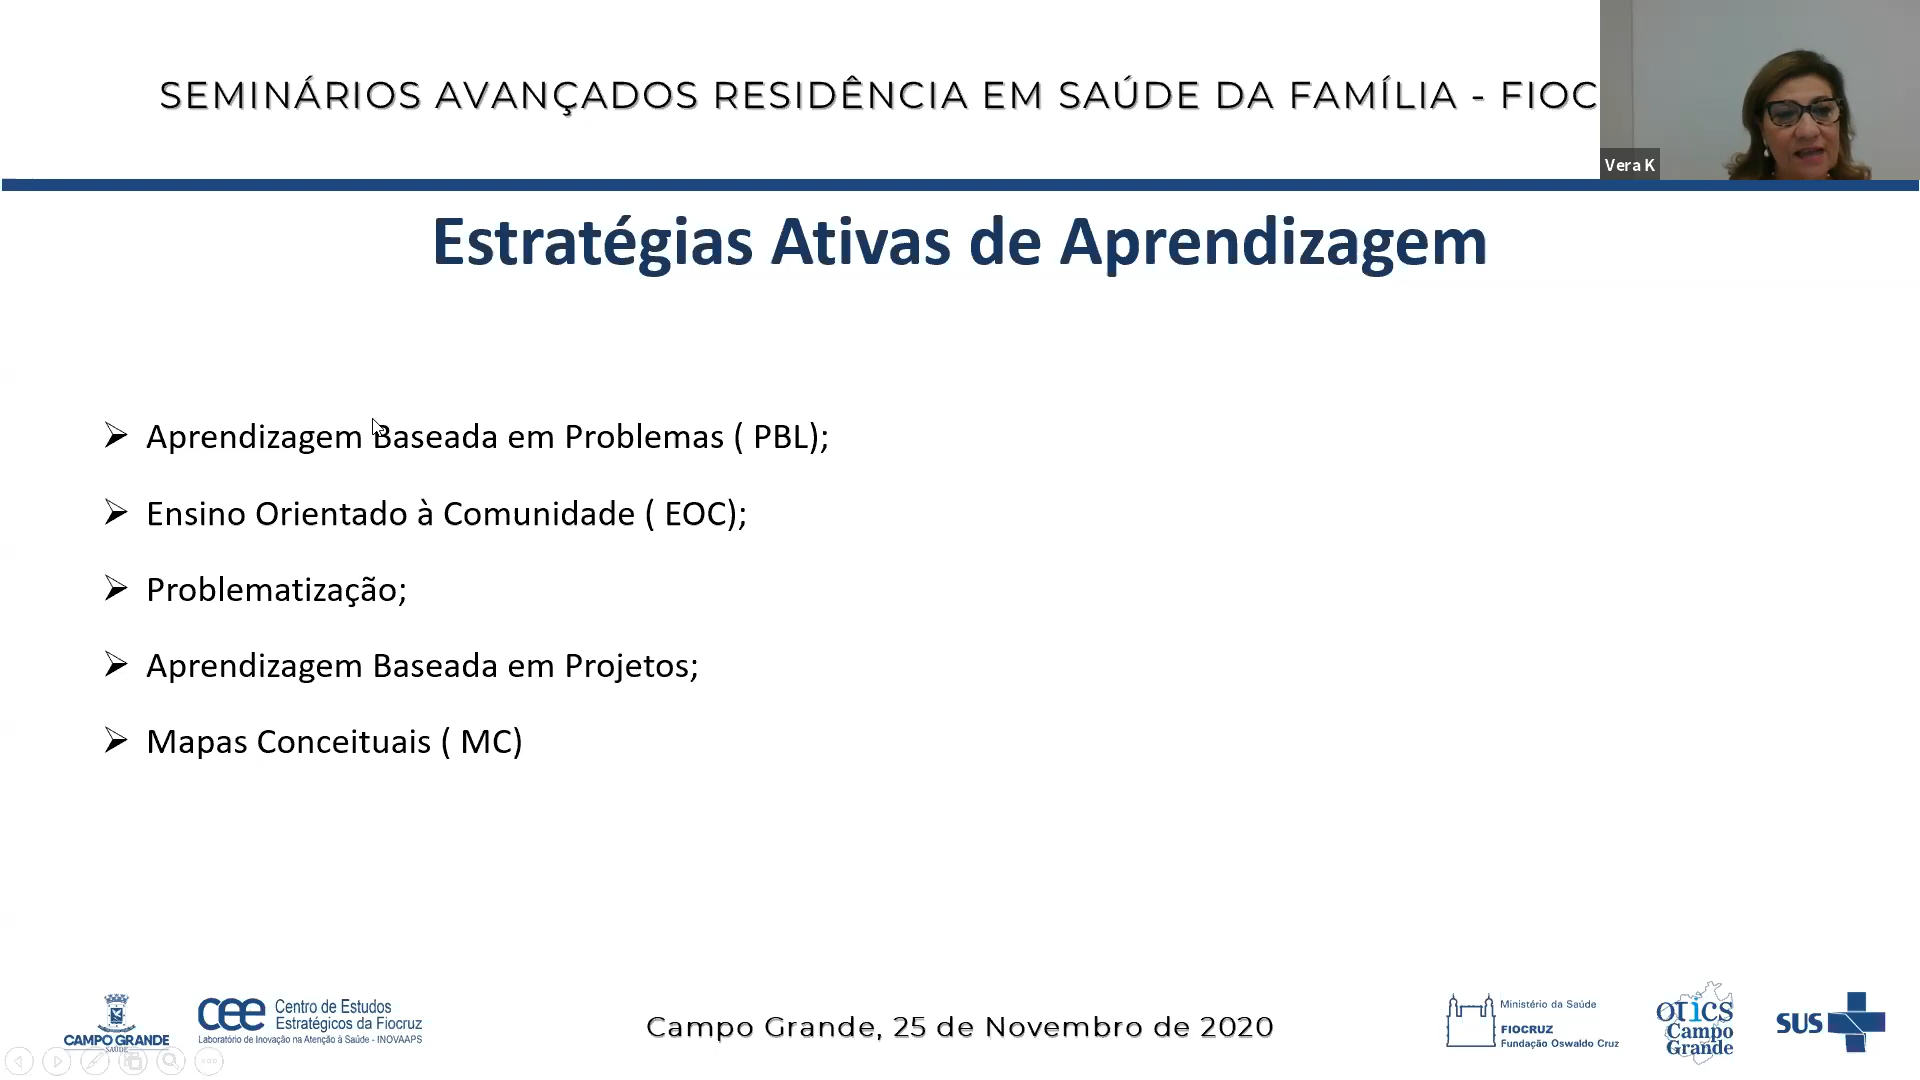 SEMINÁRIOS AVANÇADOS RESIDÊNCIA EM SAÚDE DA FAMÍLIA - FIOC
Vera K
Estratégias Ativas de Aprendizagem
Aprendizagem Baseada em Problemas ( PBL);
Ensino Orientado à Comunidade ( EOC);
Problematização;
Aprendizagem Baseada em Projetos;
Mapas Conceituais ( MC)
CAMPO GRANDE
SAÚDE
cee
Centro de Estudos
Estratégicos da Fiocruz
Laboratório de Inovação na Atenção à Saúde - INOVAAPS
Campo Grande, 25 de Novembro de 2020
Ministério da Saúde
FIOCRUZ
Fundação Oswaldo Cruz
OTICS
Campo
Grande
SUS